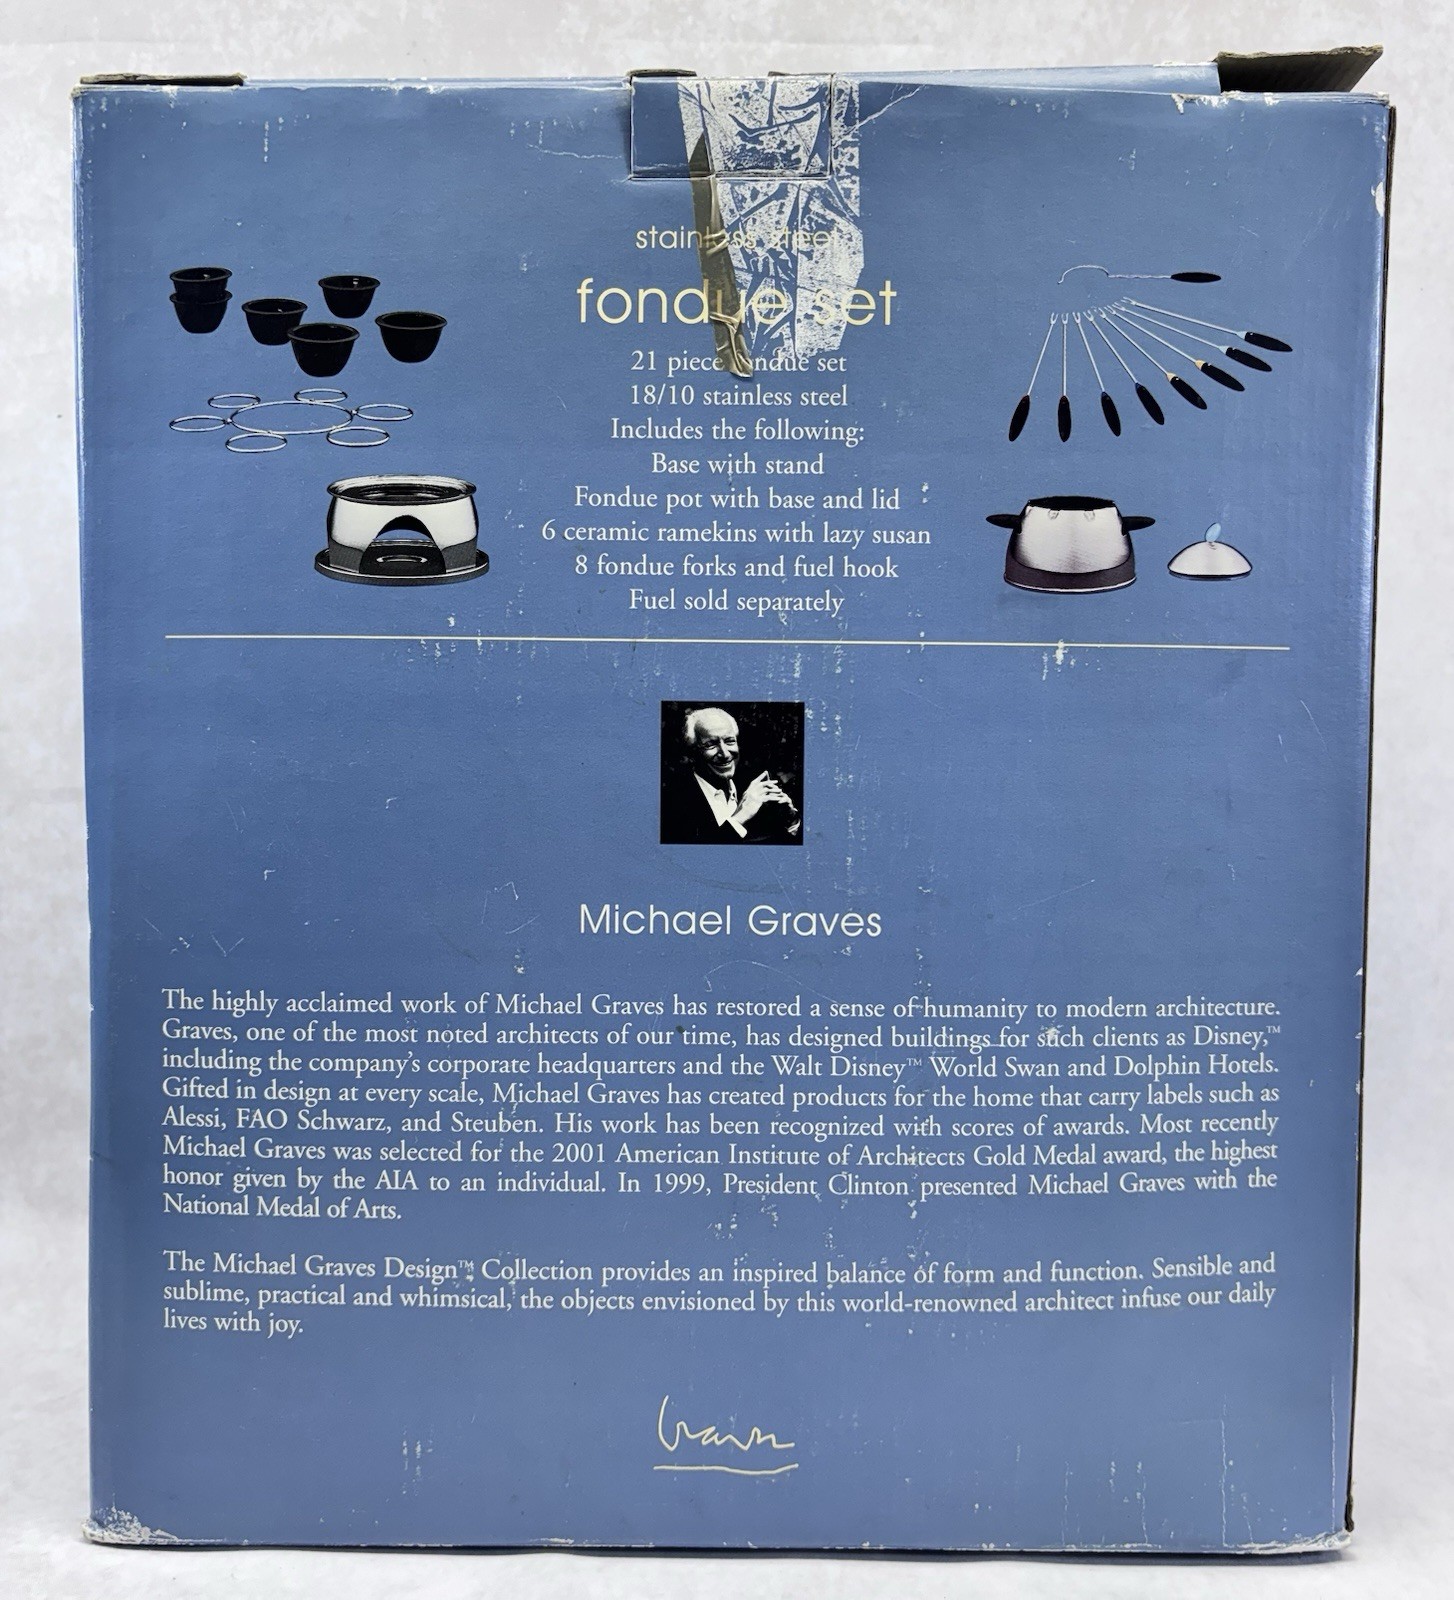 stainless steel
fondue set
21 piece fondue set
18/10 stainless steel
Includes the following:
Base with stand
Fondue pot with base and lid
6 ceramic ramekins with lazy susan
8 fondue forks and fuel hook
Fuel sold separately
Michael Graves
The highly acclaimed work of Michael Graves has restored a sense of humanity to modern architecture.
Graves, one of the most noted architects of our time, has designed buildings for such clients as Disney,™
including the company's corporate headquarters and the Walt Disney™ World Swan and Dolphin Hotels.
Gifted in design at every scale, Michael Graves has created products for the home that carry labels such as
Alessi, FAO Schwarz, and Steuben. His work has been recognized with scores of awards. Most recently
Michael Graves was selected for the 2001 American Institute of Architects Gold Medal award, the highest
honor given by the AIA to an individual. In 1999, President Clinton presented Michael Graves with the
National Medal of Arts.
The Michael Graves Design™ Collection provides an inspired balance of form and function. Sensible and
sublime, practical and whimsical, the objects envisioned by this world-renowned architect infuse our daily
lives with joy.
Graves